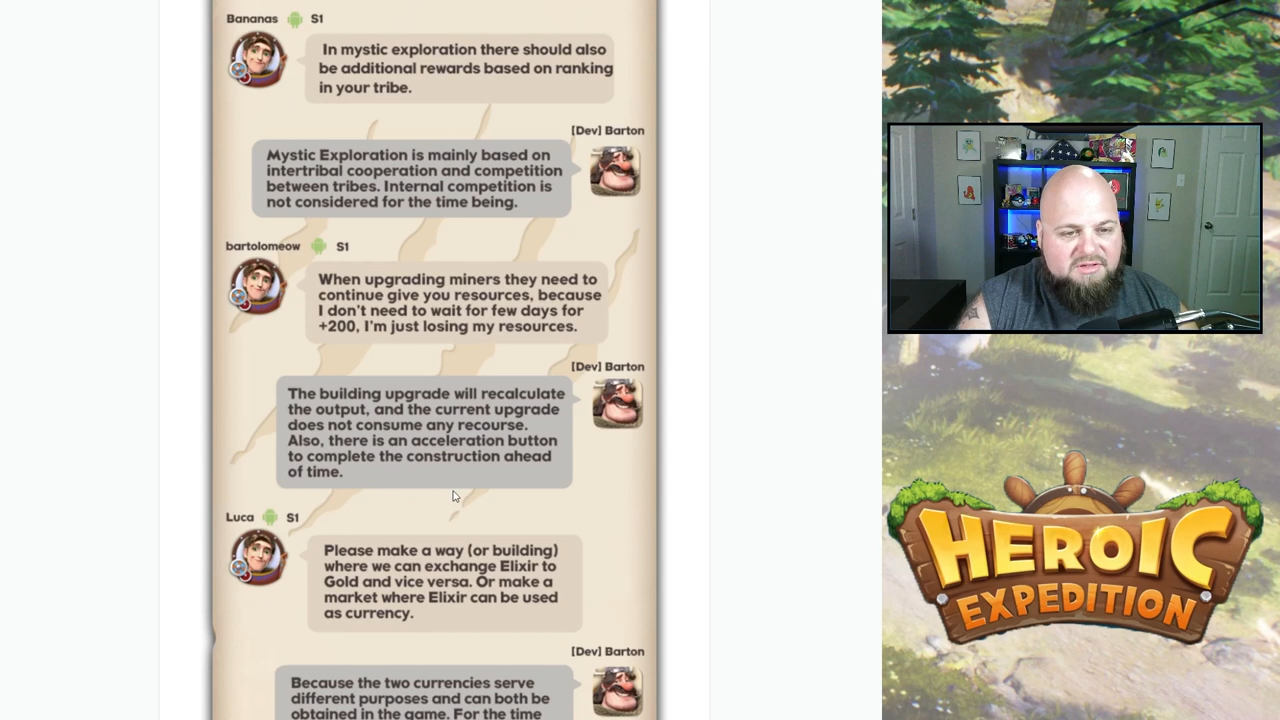 Bananas S1
In mystic exploration there should also
be additional rewards based on ranking
in your tribe.
[Dev] Barton
Mystic Exploration is mainly based on
intertribal cooperation and competition
between tribes. Internal competition is
not considered for the time being.
bartolomeow S1
When upgrading miners they need to
continue give you resources, because
I don't need to wait for few days for
+200, I'm just losing my resources.
[Dev] Barton
The building upgrade will recalculate
the output, and the current upgrade
does not consume any recourse.
Also, there is an acceleration button
to complete the construction ahead
of time.
Luca S1
Please make a way (or building)
where we can exchange Elixir to
Gold and vice versa. Or make a
market where Elixir can be used
as currency.
[Dev] Barton
Because the two currencies serve
different purposes and can both be
obtained in the game. For the time
HEROIC
EXPEDITION